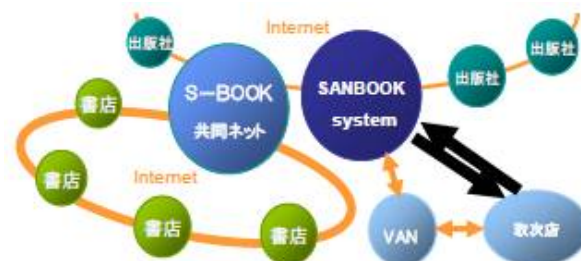 Internet
出版社
出版社
出版社
S-BOOK
共同ネット
SANBOOK
system
書店
書店
書店
書店
Internet
VAN
取次店